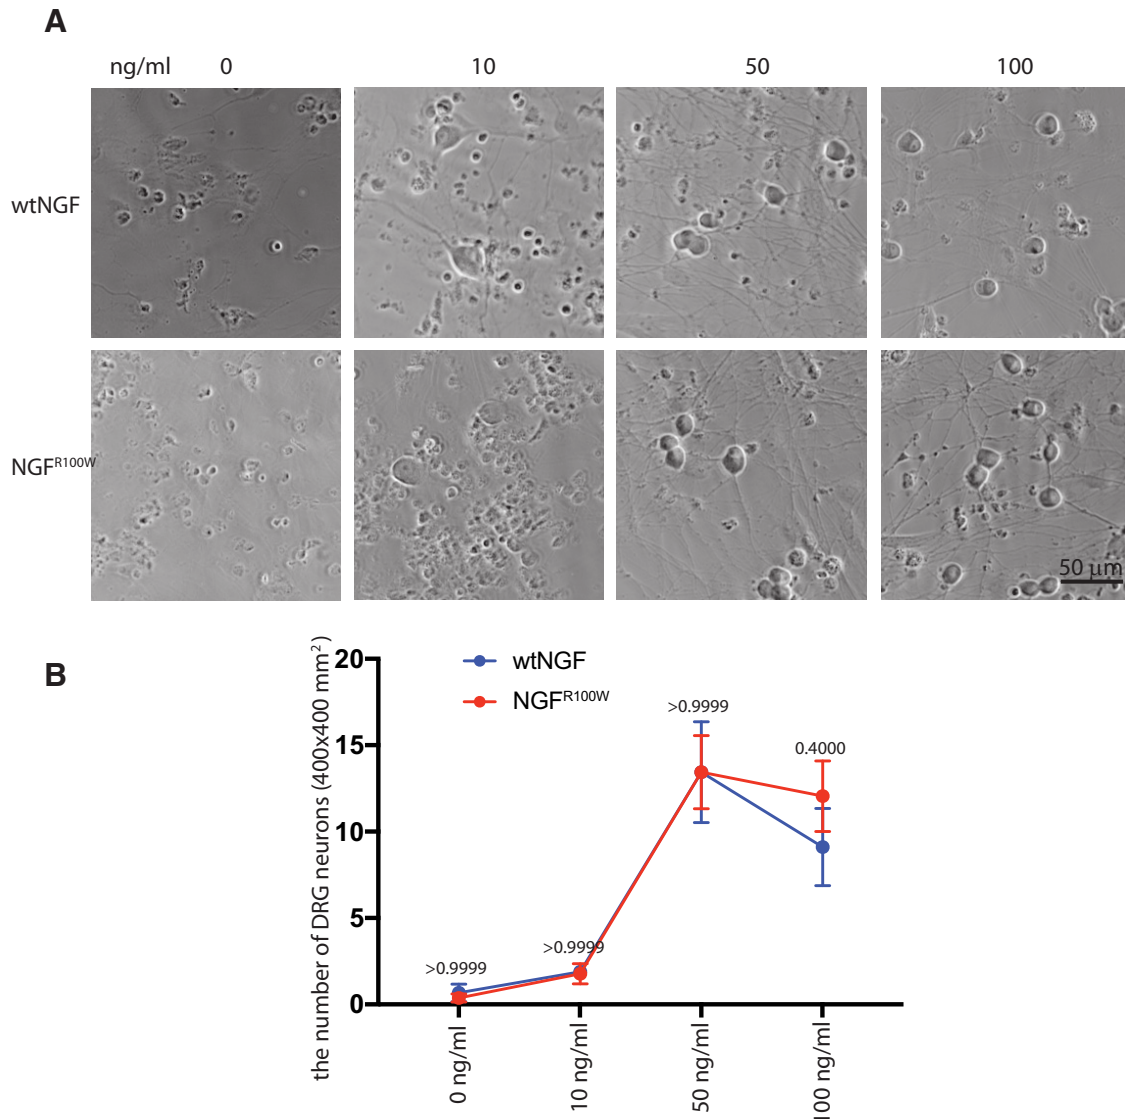 A
ng/ml 0 10 50 100
wtNGF
NGFR100W
50 μm
B
the number of DRG neurons (400x400 mm²)
20
15
10
5
0
wtNGF
NGFR100W
>0.9999
>0.9999
>0.9999
0.4000
0 ng/ml
10 ng/ml
50 ng/ml
100 ng/ml